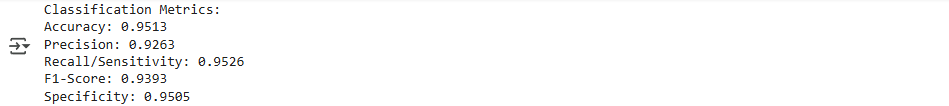 Classification Metrics:
Accuracy: 0.9513
Precision: 0.9263
Recall/Sensitivity: 0.9526
F1-Score: 0.9393
Specificity: 0.9505